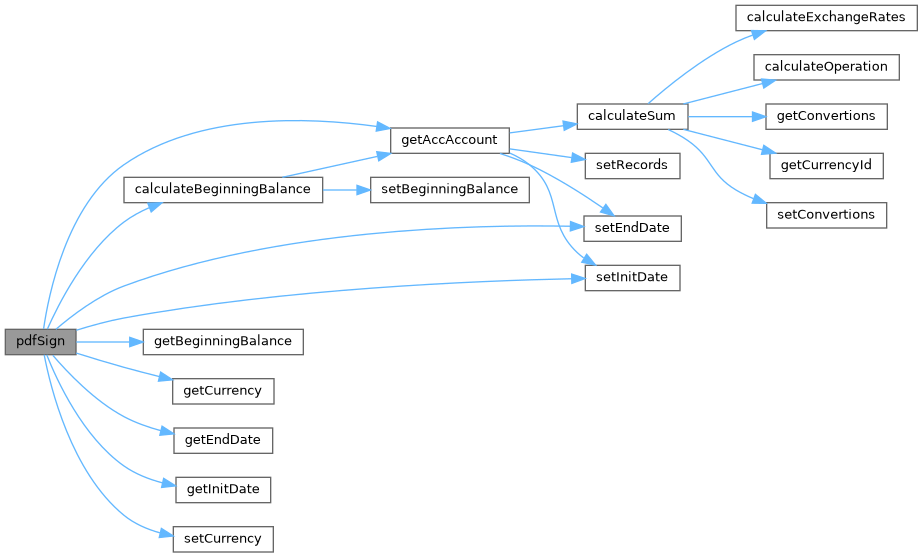 calculateExchangeRates
calculateOperation
calculateSum
getConvertions
getAccAccount
setRecords
getCurrencyId
calculateBeginningBalance
setBeginningBalance
setConvertions
setEndDate
setInitDate
pdfSign
getBeginningBalance
getCurrency
getEndDate
getInitDate
setCurrency